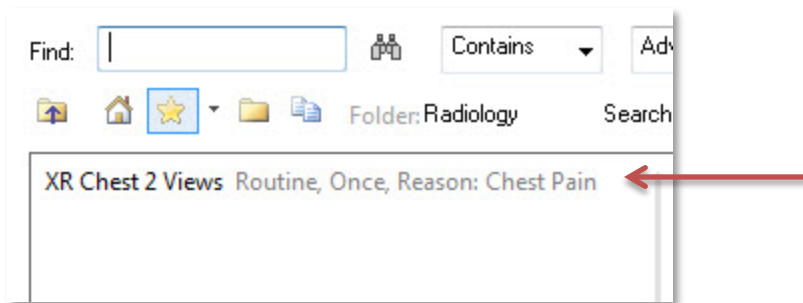 Find: Contains Adv
Folder: Radiology Search
XR Chest 2 Views Routine, Once, Reason: Chest Pain